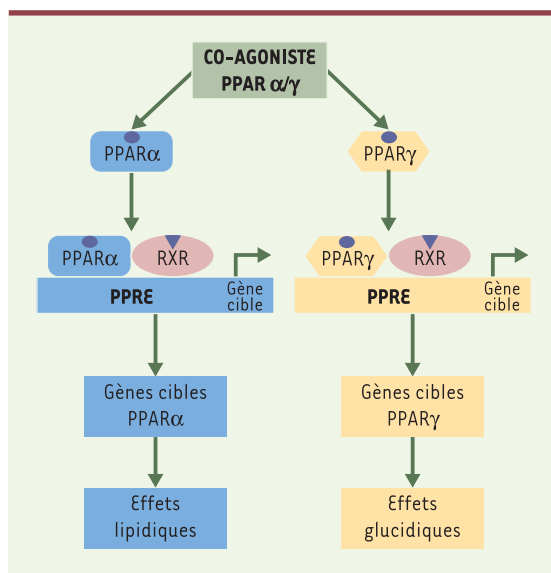 CO-AGONISTE
PPAR α/γ
PPARα
PPARγ
PPARα
RXR
PPARγ
RXR
PPRE
Gène
cible
PPRE
Gène
cible
Gènes cibles
PPARα
Gènes cibles
PPARγ
Effets
lipidiques
Effets
glucidiques